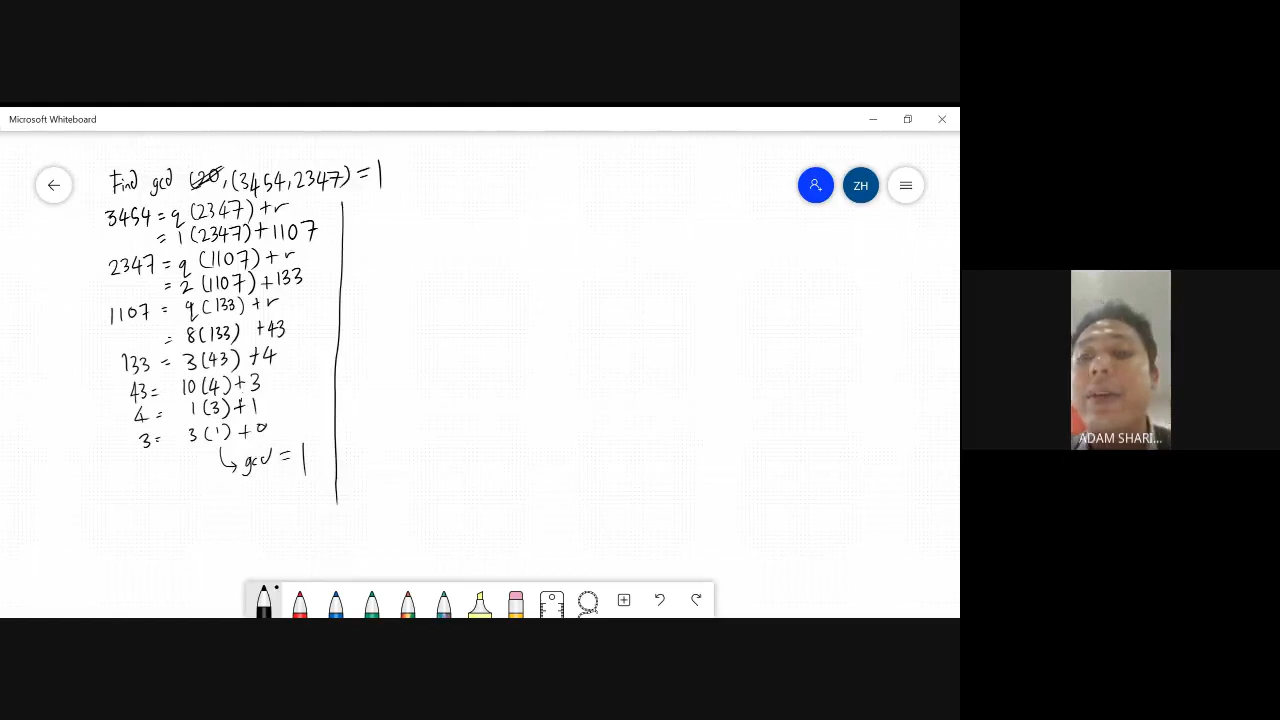 Microsoft Whiteboard
ZH
Find gcd (20, (3454, 2347) = 1
3454 = q (2347) + r
= 1 (2347) + 1107
2347 = q (1107) + r
= 2 (1107) + 133
1107 = q (133) + r
= 8(133) + 43
133 = 3 (43) + 4
43 = 10 (4) + 3
4 = 1 (3) + 1
3 = 3 (1) + 0
↳ gcd = 1
ADAM SHARI...